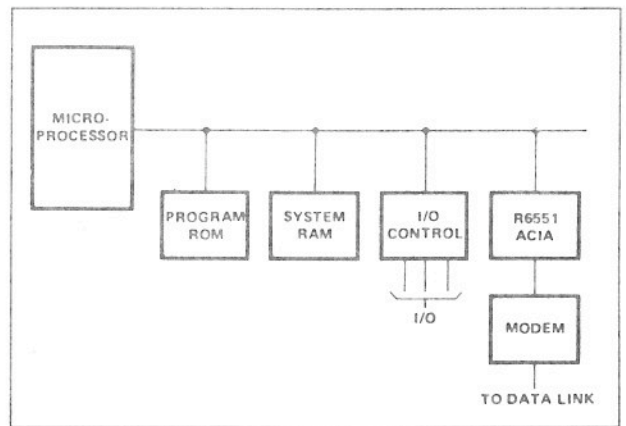 MICRO-
PROCESSOR
PROGRAM
ROM
SYSTEM
RAM
I/O
CONTROL
R6551
ACIA
I/O
MODEM
TO DATA LINK